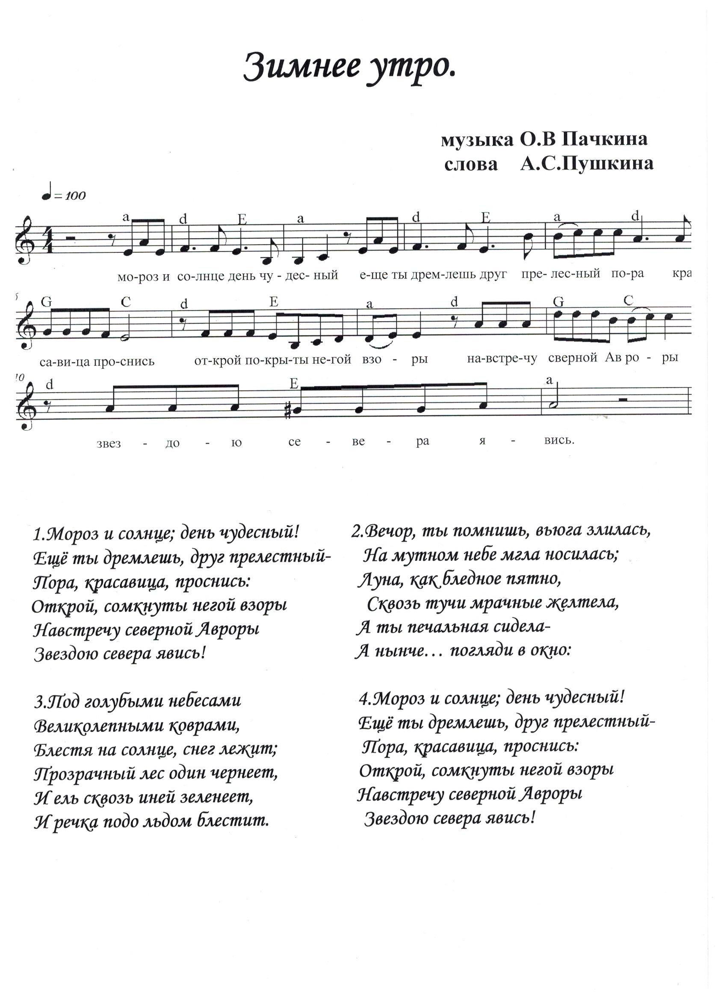 Зимнее утро.
музыка О.В Пачкина
слова А.С.Пушкина
= 100
a d E a d E a d
мо-роз и со-лнце день чу - дес- ный е-ще ты дрем-лешь друг пре- лес-ный по-ра кра
5
G C d E a d G C
са-ви-ца про-снись от-крой по-кры-ты не-гой взо - ры на-встре-чу сверной Ав ро - ры
10
d E a
звез - до - ю се - ве - ра я - вись.
1.Мороз и солнце; день чудесный!
Ещё ты дремлешь, друг прелестный-
Пора, красавица, проснись:
Открой, сомкнуты негой взоры
Навстречу северной Авроры
Звездою севера явись!
2.Вечор, ты помнишь, вьюга злилась,
На мутном небе мгла носилась;
Луна, как бледное пятно,
Сквозь тучи мрачные желтела,
А ты печальная сидела-
А нынче... погляди в окно:
3.Под голубыми небесами
Великолепными коврами,
Блестя на солнце, снег лежит;
Прозрачный лес один чернеет,
И ель сквозь иней зеленеет,
И речка подо льдом блестит.
4.Мороз и солнце; день чудесный!
Ещё ты дремлешь, друг прелестный-
Пора, красавица, проснись:
Открой, сомкнуты негой взоры
Навстречу северной Авроры
Звездою севера явись!